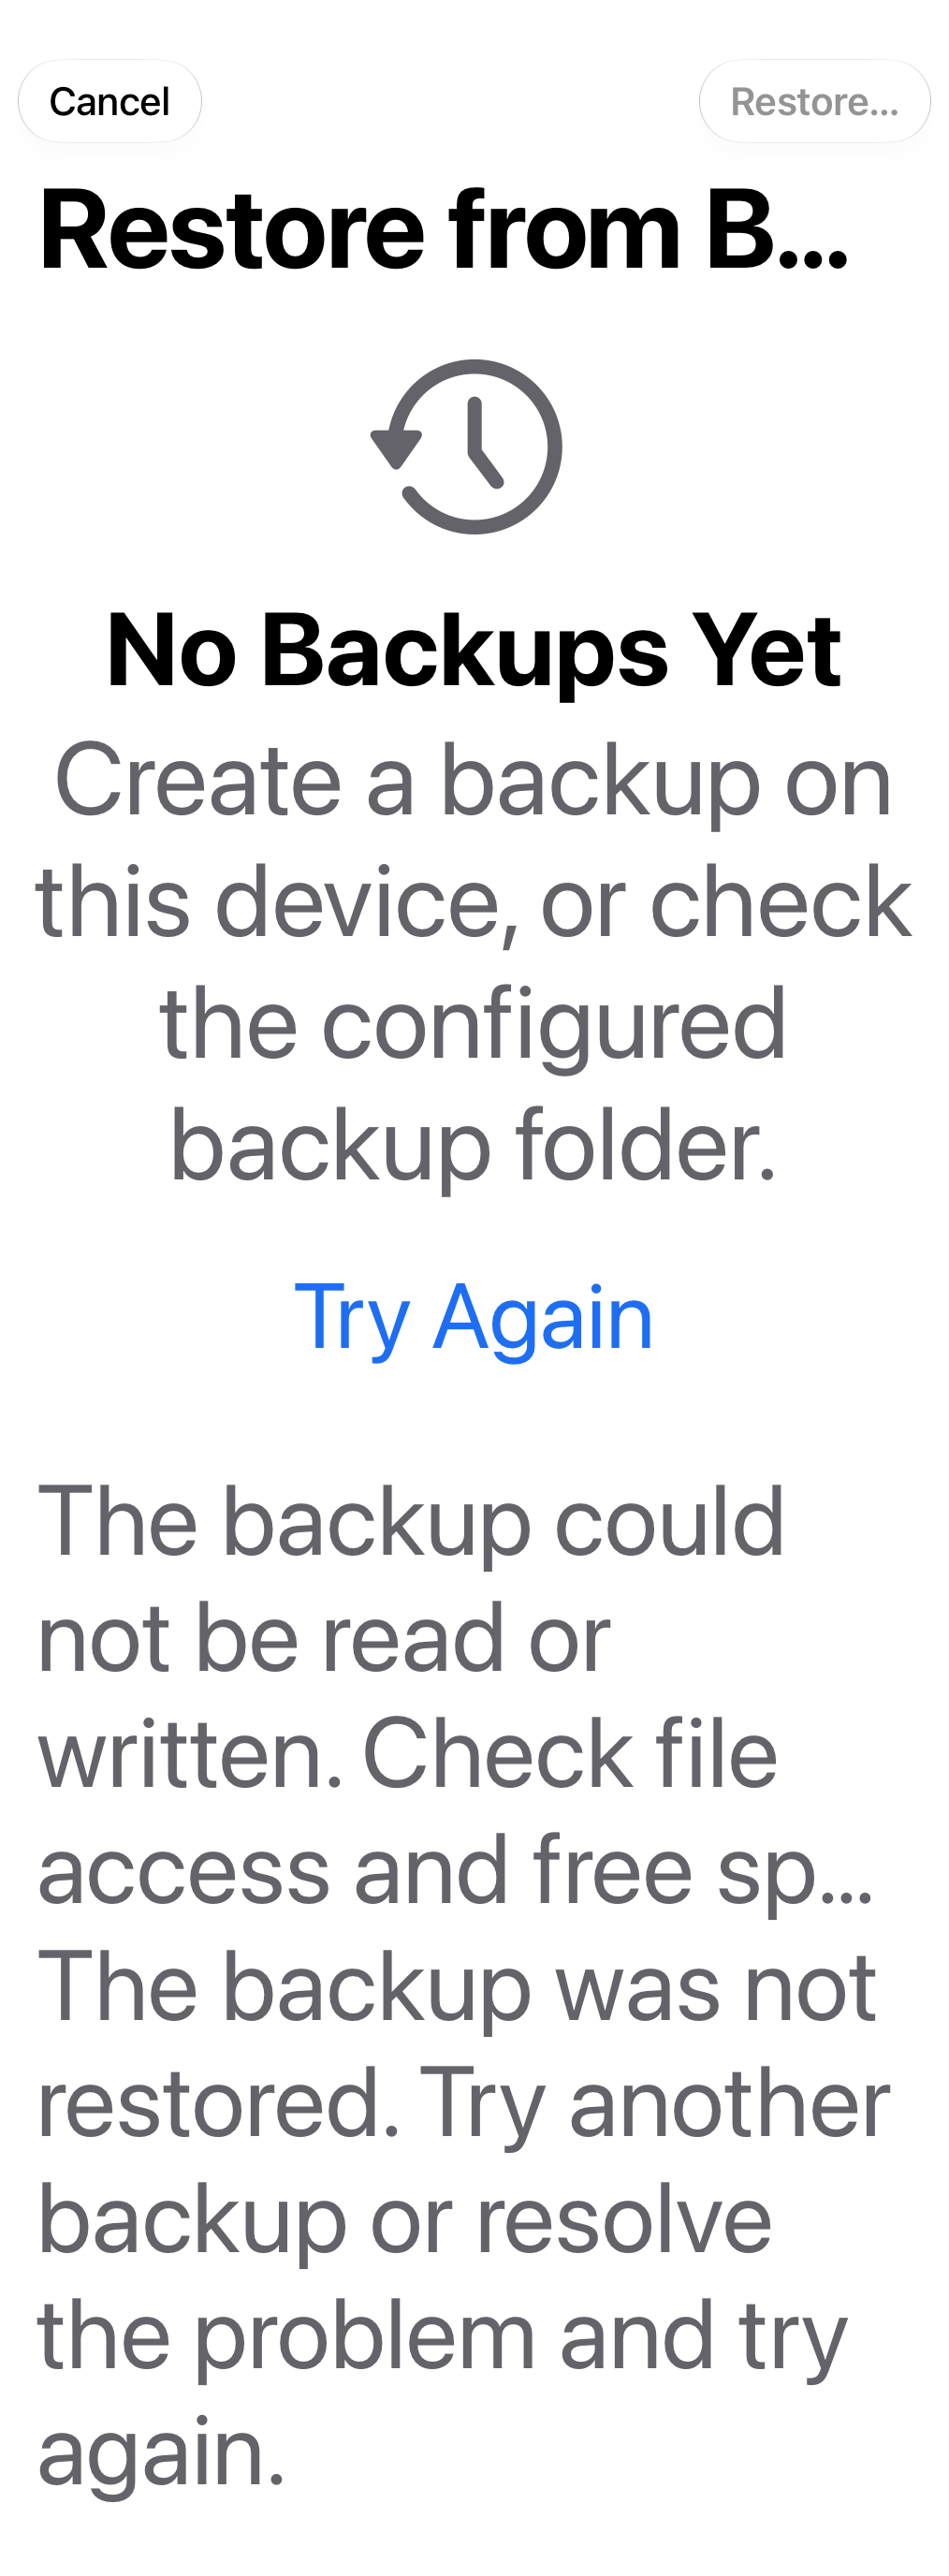 Cancel
Restore...
Restore from B...
No Backups Yet
Create a backup on
this device, or check
the configured
backup folder.
Try Again
The backup could
not be read or
written. Check file
access and free sp...
The backup was not
restored. Try another
backup or resolve
the problem and try
again.